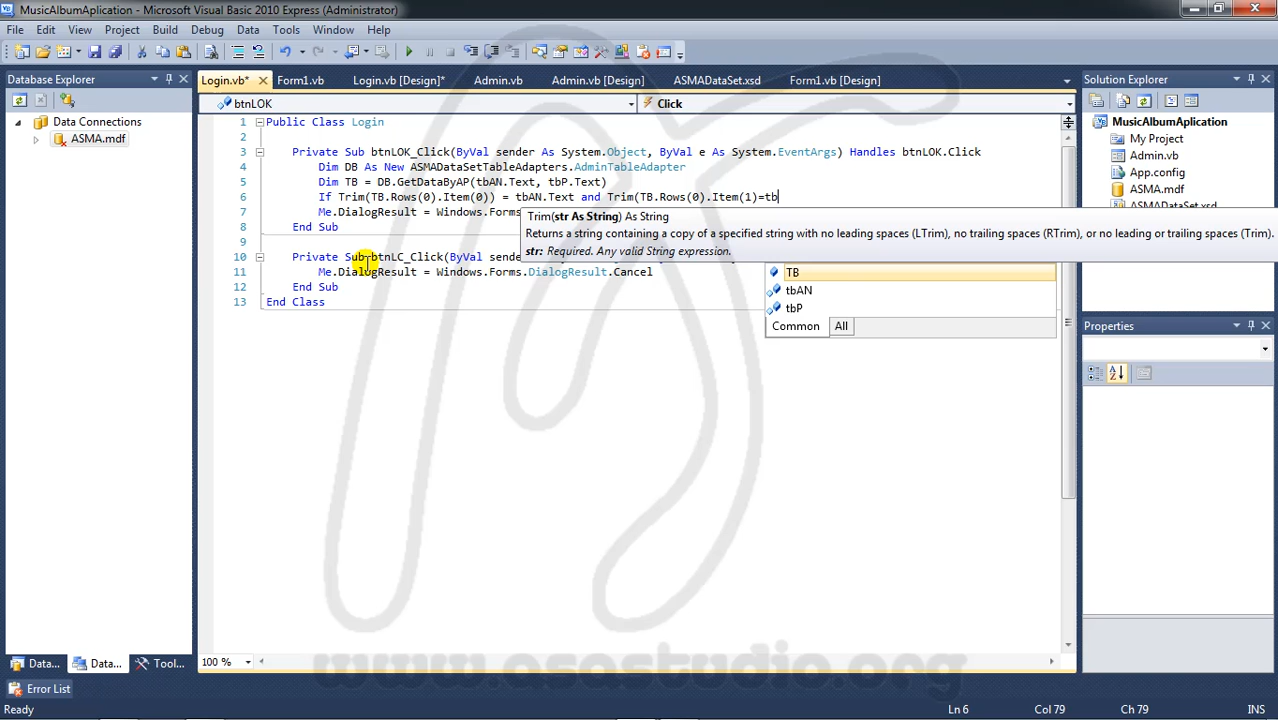 MusicAlbumAplication - Microsoft Visual Basic 2010 Express (Administrator)
File Edit View Project Build Debug Data Tools Window Help
Database Explorer
Data Connections
ASMA.mdf
Login.vb* Form1.vb Login.vb [Design]* Admin.vb Admin.vb [Design] ASMADataSet.xsd Form1.vb [Design]
btnLOK Click
1 Public Class Login
2
3 Private Sub btnLOK_Click(ByVal sender As System.Object, ByVal e As System.EventArgs) Handles btnLOK.Click
4 Dim DB As New ASMADataSetTableAdapters.AdminTableAdapter
5 Dim TB = DB.GetDataByAP(tbAN.Text, tbP.Text)
6 If Trim(TB.Rows(0).Item(0)) = tbAN.Text and Trim(TB.Rows(0).Item(1)=tb
7 Me.DialogResult = Windows.Forms
8 End Sub
9
10 Private Sub btnLC_Click(ByVal sende
11 Me.DialogResult = Windows.Forms.DialogResult.Cancel
12 End Sub
13 End Class
Trim(str As String) As String
Returns a string containing a copy of a specified string with no leading spaces (LTrim), no trailing spaces (RTrim), or no leading or trailing spaces (Trim).
str: Required. Any valid String expression.
TB
tbAN
tbP
Common All
Solution Explorer
MusicAlbumAplication
My Project
Admin.vb
App.config
ASMA.mdf
ASMADataSet.xsd
Properties
100 %
Data... Data... Tool...
Error List
www.asastudio.org
Ln 6 Col 79 Ch 79 INS